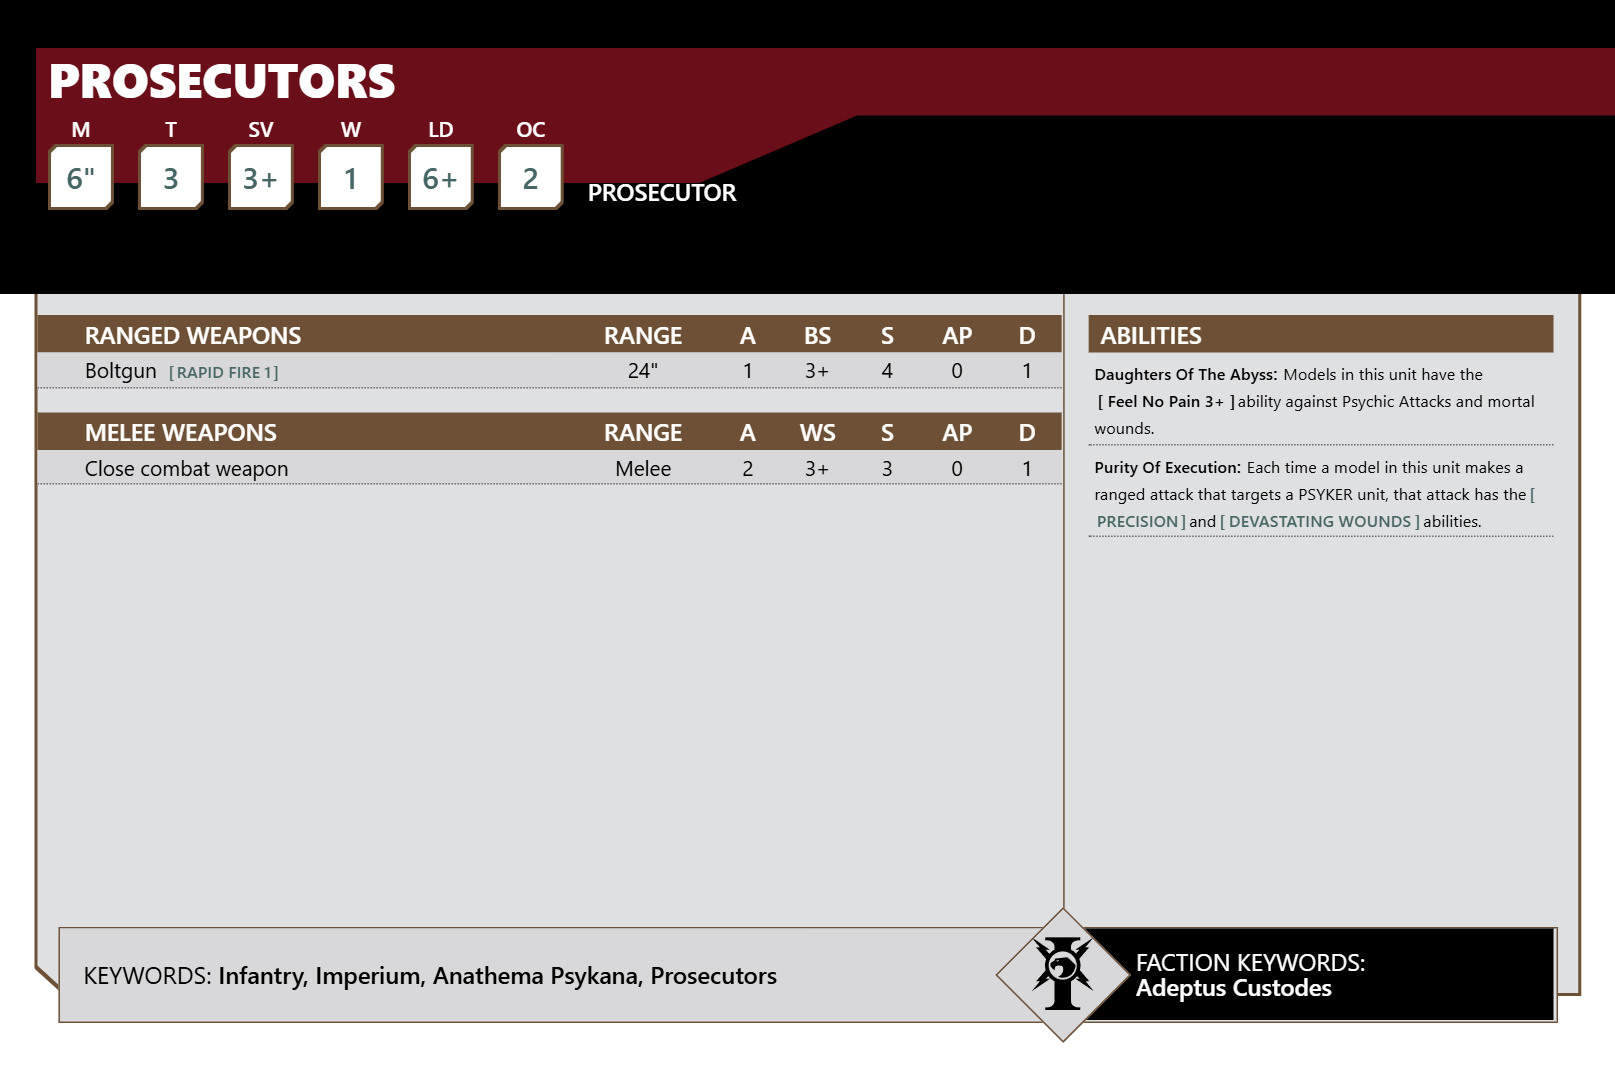 PROSECUTORS
M T SV W LD OC
6" 3 3+ 1 6+ 2 PROSECUTOR
RANGED WEAPONS RANGE A BS S AP D
Boltgun [ RAPID FIRE 1 ] 24" 1 3+ 4 0 1
MELEE WEAPONS RANGE A WS S AP D
Close combat weapon Melee 2 3+ 3 0 1
ABILITIES
Daughters Of The Abyss: Models in this unit have the
[ Feel No Pain 3+ ] ability against Psychic Attacks and mortal
wounds.
Purity Of Execution: Each time a model in this unit makes a
ranged attack that targets a PSYKER unit, that attack has the [
PRECISION ] and [ DEVASTATING WOUNDS ] abilities.
KEYWORDS: Infantry, Imperium, Anathema Psykana, Prosecutors
FACTION KEYWORDS:
Adeptus Custodes